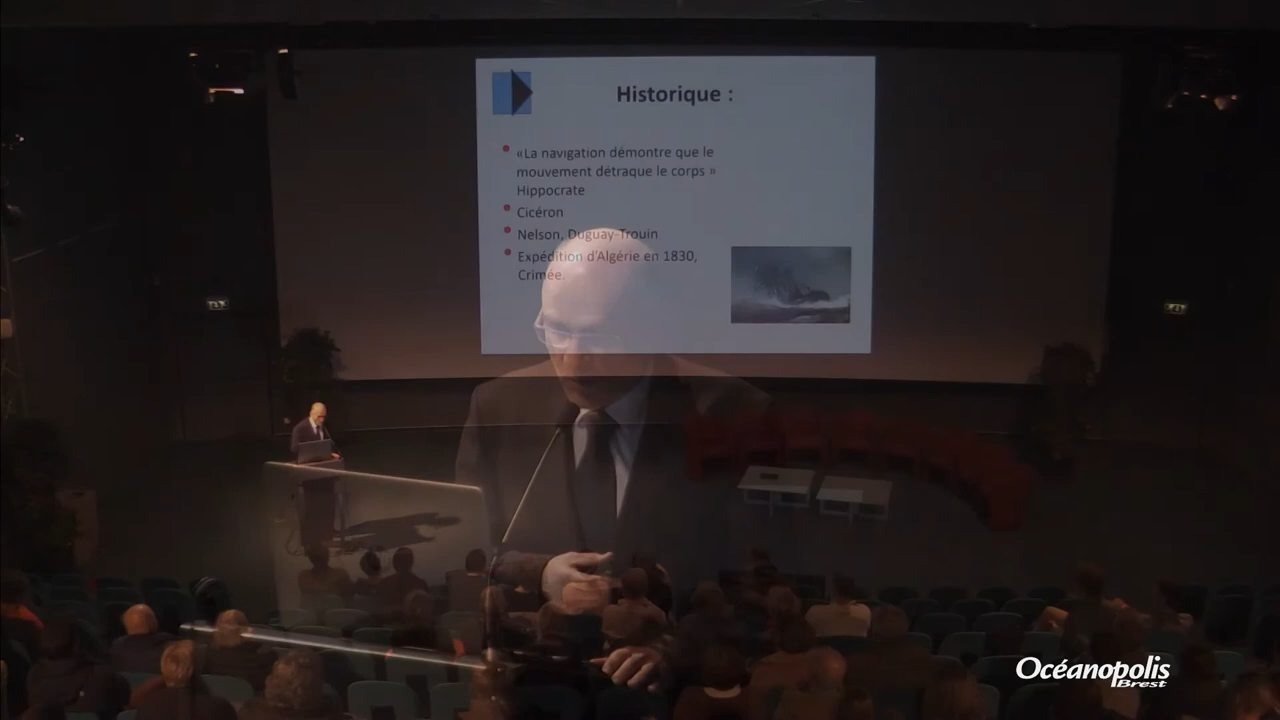 Historique :
«La navigation démontre que le
mouvement détraque le corps »
Hippocrate
Cicéron
Nelson, Duguay-Trouin
Expédition d'Algérie en 1830,
Crimée.
Océanopolis
Brest